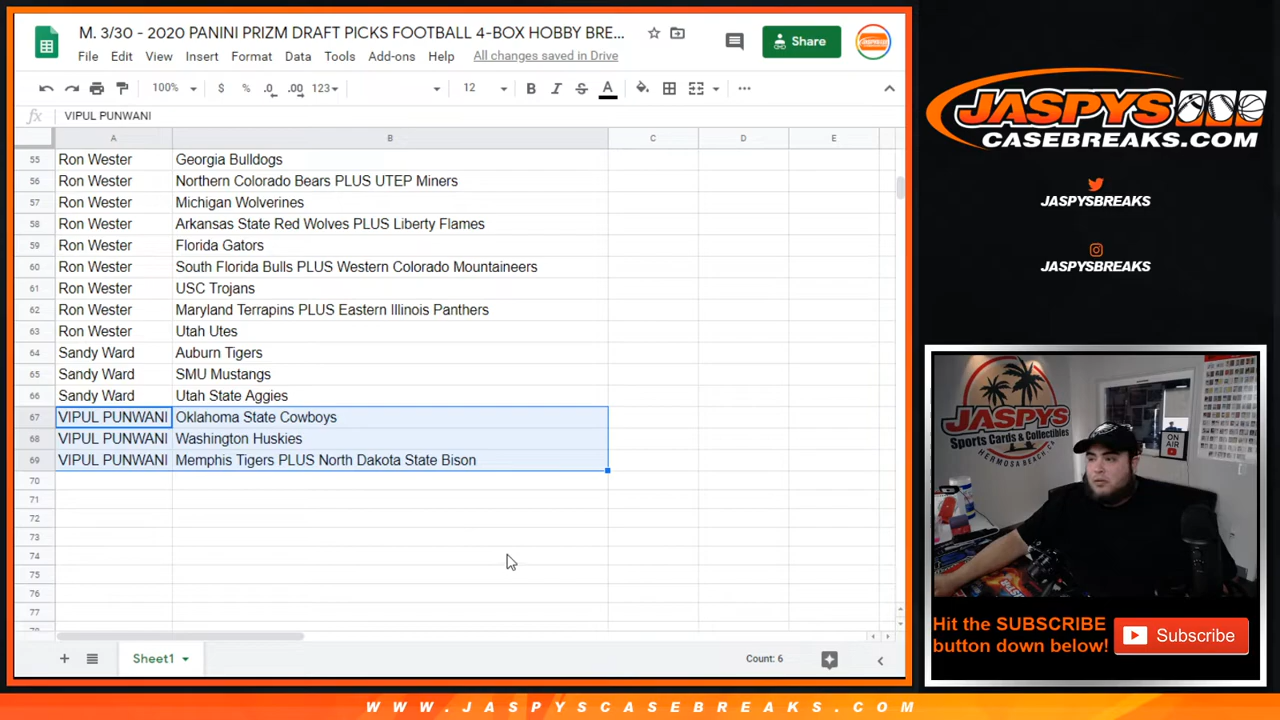 M. 3/30 - 2020 PANINI PRIZM DRAFT PICKS FOOTBALL 4-BOX HOBBY BRE...
File Edit View Insert Format Data Tools Add-ons Help All changes saved in Drive
Share
100% $ % .0 .00 123 12 B I S A
fx VIPUL PUNWANI
A B C D E
55 Ron Wester Georgia Bulldogs
56 Ron Wester Northern Colorado Bears PLUS UTEP Miners
57 Ron Wester Michigan Wolverines
58 Ron Wester Arkansas State Red Wolves PLUS Liberty Flames
59 Ron Wester Florida Gators
60 Ron Wester South Florida Bulls PLUS Western Colorado Mountaineers
61 Ron Wester USC Trojans
62 Ron Wester Maryland Terrapins PLUS Eastern Illinois Panthers
63 Ron Wester Utah Utes
64 Sandy Ward Auburn Tigers
65 Sandy Ward SMU Mustangs
66 Sandy Ward Utah State Aggies
67 VIPUL PUNWANI Oklahoma State Cowboys
68 VIPUL PUNWANI Washington Huskies
69 VIPUL PUNWANI Memphis Tigers PLUS North Dakota State Bison
70
71
72
73
74
75
76
77
Sheet1
Count: 6
JASPYS
CASEBREAKS.COM
JASPYSBREAKS
JASPYSBREAKS
JASPYS
Sports Cards & Collectibles
HERMOSA BEACH, CA
ON AIR
Hit the SUBSCRIBE
button down below!
Subscribe
WWW.JASPYSCASEBREAKS.COM